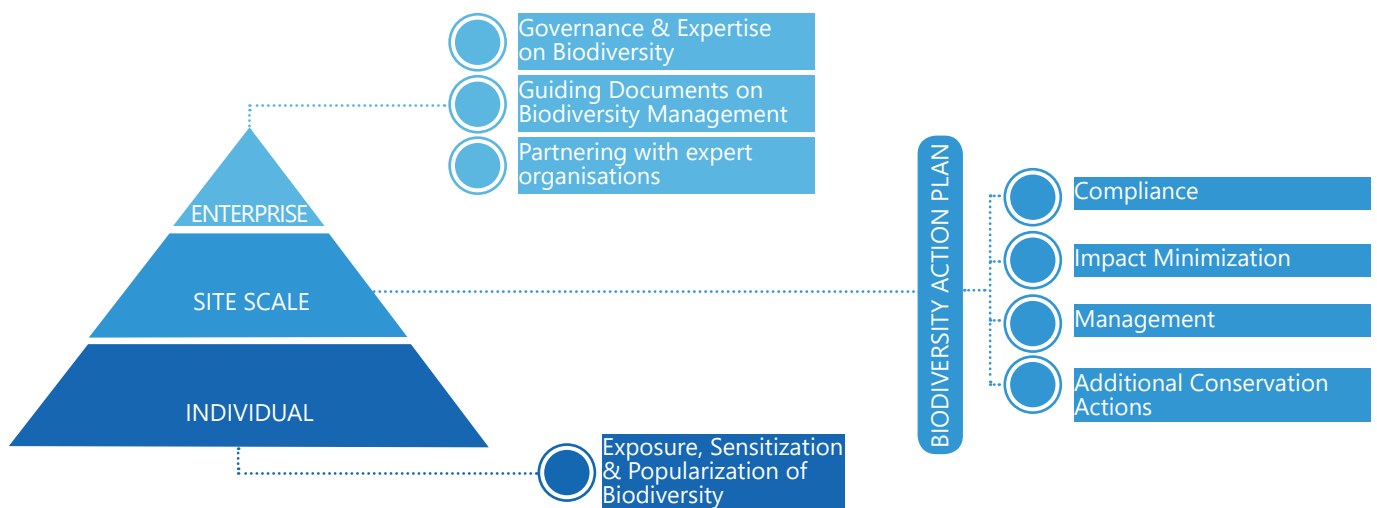 Governance & Expertise
on Biodiversity
Guiding Documents on
Biodiversity Management
Partnering with expert
organisations
ENTERPRISE
SITE SCALE
INDIVIDUAL
Exposure, Sensitization
& Popularization of
Biodiversity
BIODIVERSITY ACTION PLAN
Compliance
Impact Minimization
Management
Additional Conservation
Actions